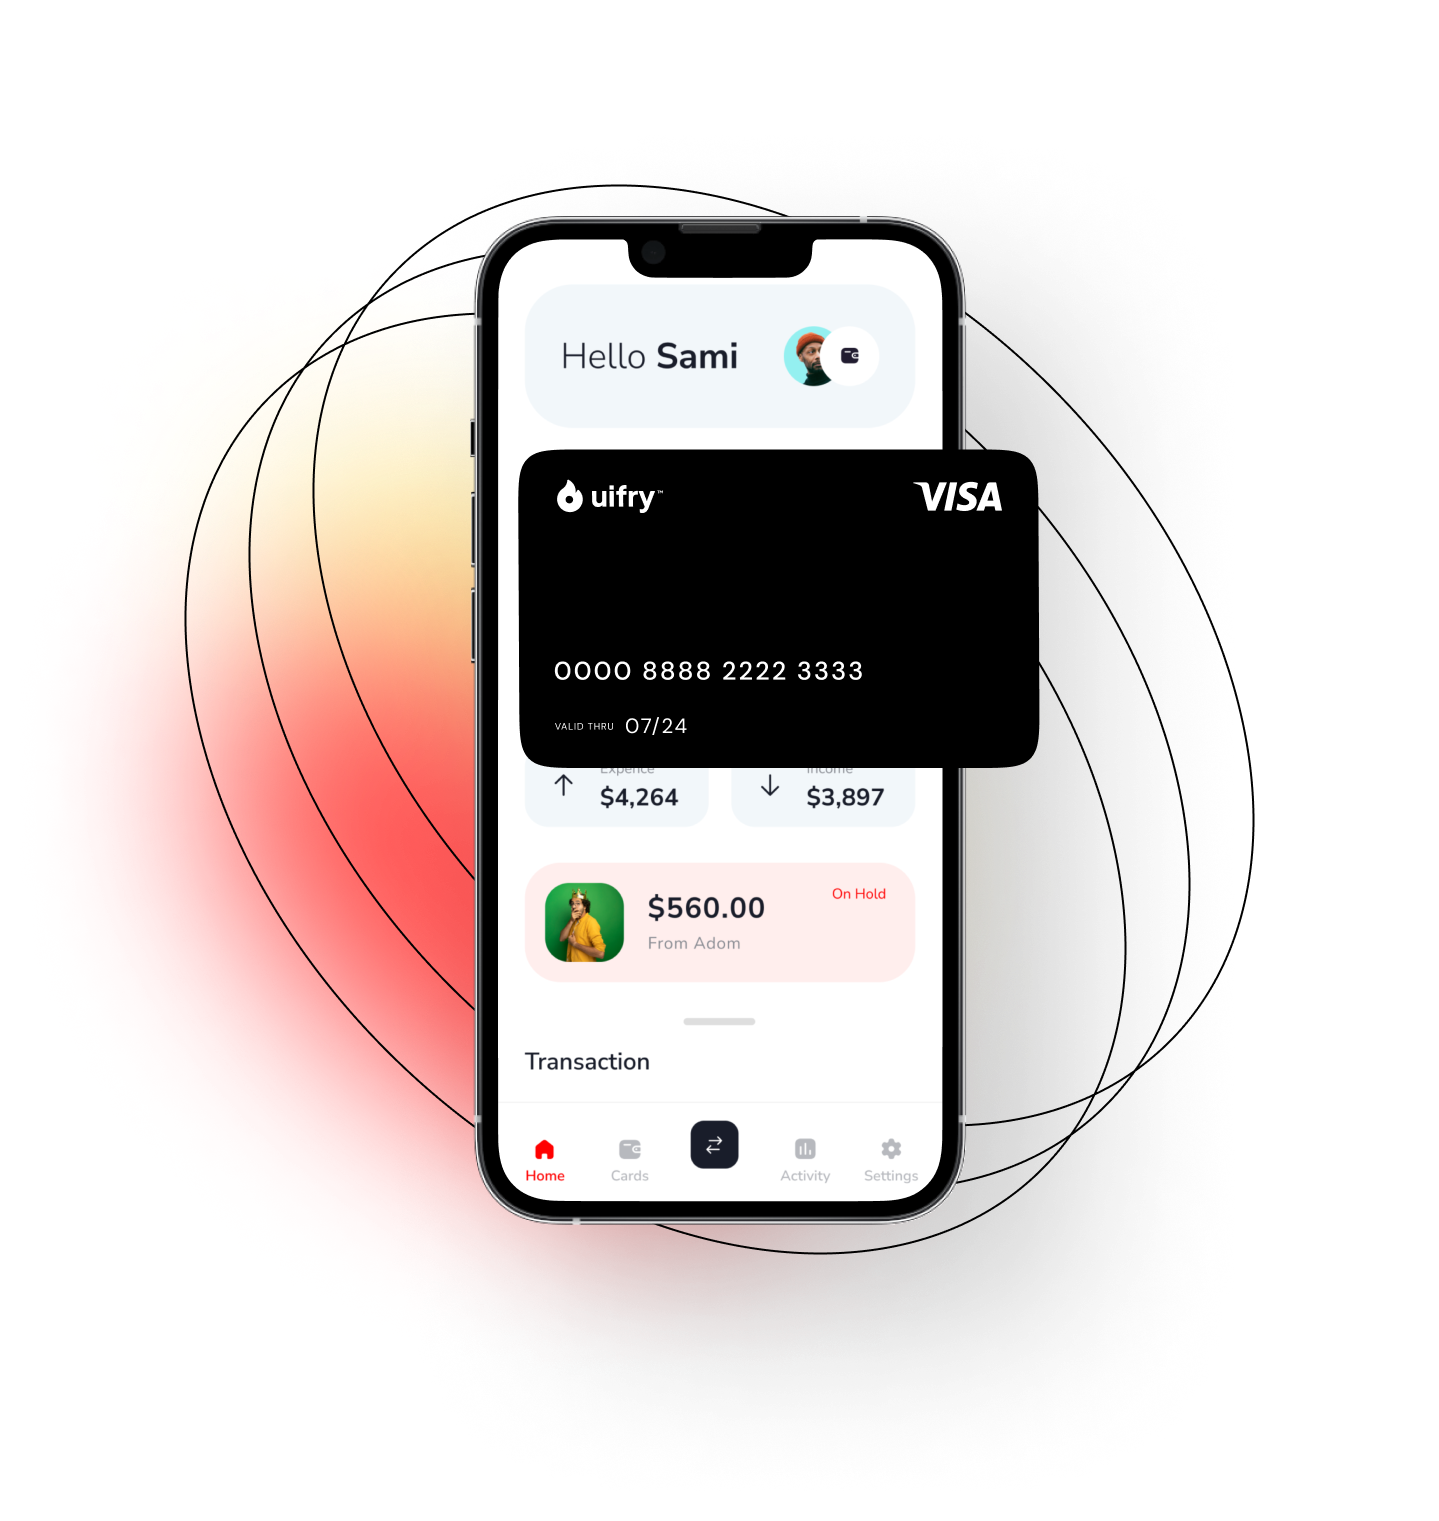 Hello Sami
uifry™
VISA
0000 8888 2222 3333
VALID THRU 07/24
Expence
Income
$4,264
$3,897
On Hold
$560.00
From Adom
Transaction
Home
Cards
Activity
Settings